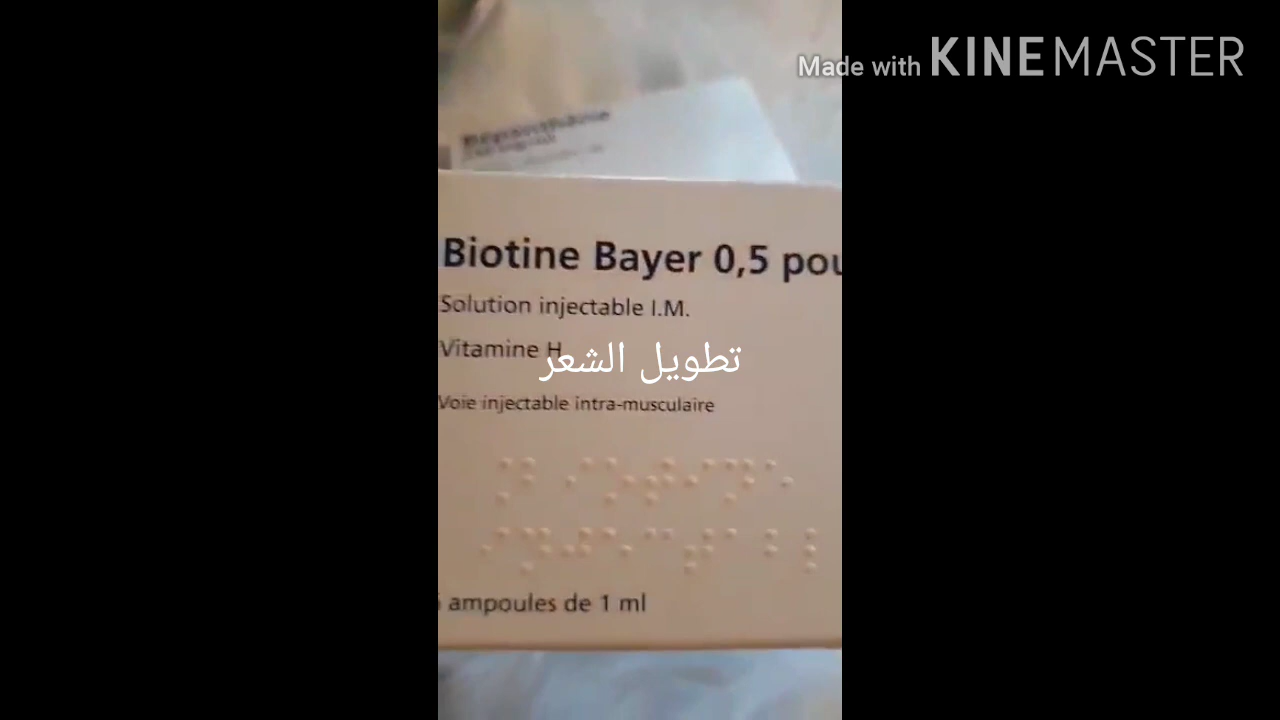 Made with KINEMASTER
Biotine Bayer 0,5 pou
Solution injectable I.M.
Vitamine H
تطويل الشعر
Voie injectable intra-musculaire
ampoules de 1 ml